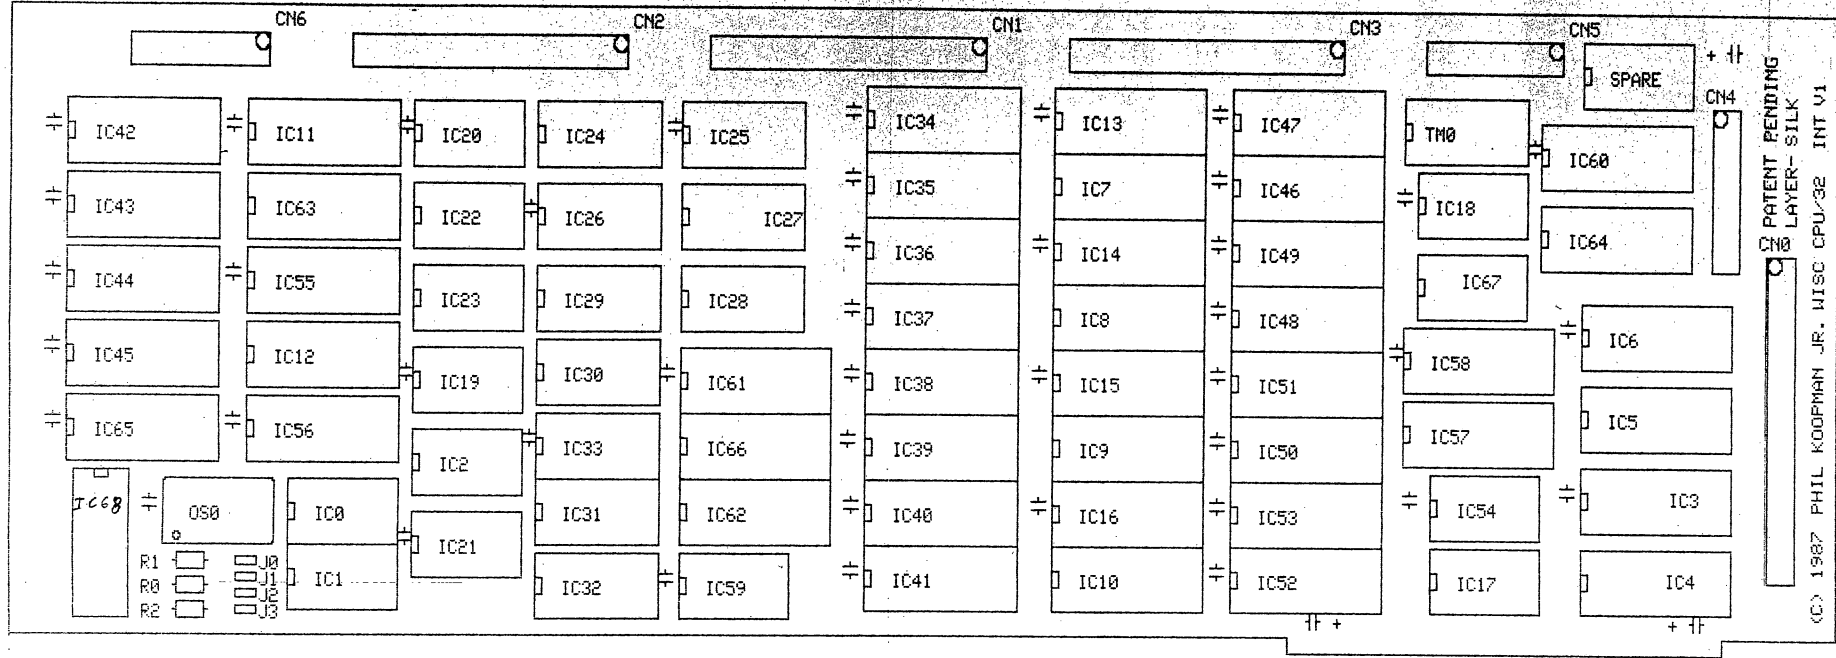 CN6 CN2 CN1 CN3 CN5
SPARE
+
CN4
IC42 IC11 IC20 IC24 IC25 IC34 IC13 IC47 TM0 IC60
IC43 IC63 IC22 IC26 IC27 IC35 IC7 IC46 IC18 IC64
IC44 IC55 IC23 IC29 IC28 IC36 IC14 IC49 IC67
IC37 IC8 IC48 IC6
IC45 IC12 IC19 IC30 IC61 IC38 IC15 IC51 IC58
IC65 IC56 IC2 IC33 IC66 IC39 IC9 IC50 IC57 IC5
IC68 OS0 IC0 IC21 IC31 IC62 IC40 IC16 IC53 IC54 IC3
R1 J0
R0 J1
J2
R2 J3
IC1 IC32 IC59 IC41 IC10 IC52 IC17 IC4
+
+
CN0
PATENT PENDING
LAYER- SILK
(C) 1987 PHIL KOOPMAN JR. WISC CPU/32 INT V1